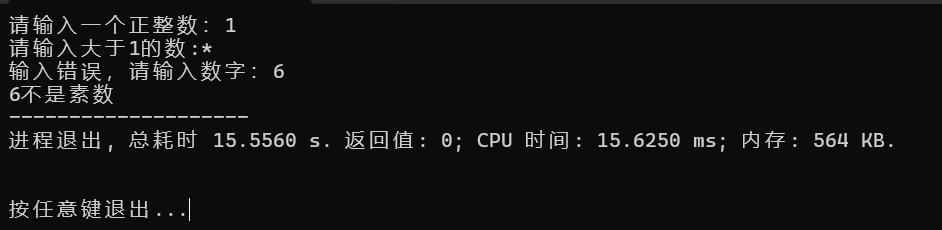 请输入一个正整数: 1
请输入大于1的数:*
输入错误，请输入数字: 6
6不是素数
--------------------
进程退出, 总耗时 15.5560 s. 返回值: 0; CPU 时间: 15.6250 ms; 内存: 564 KB.
按任意键退出...